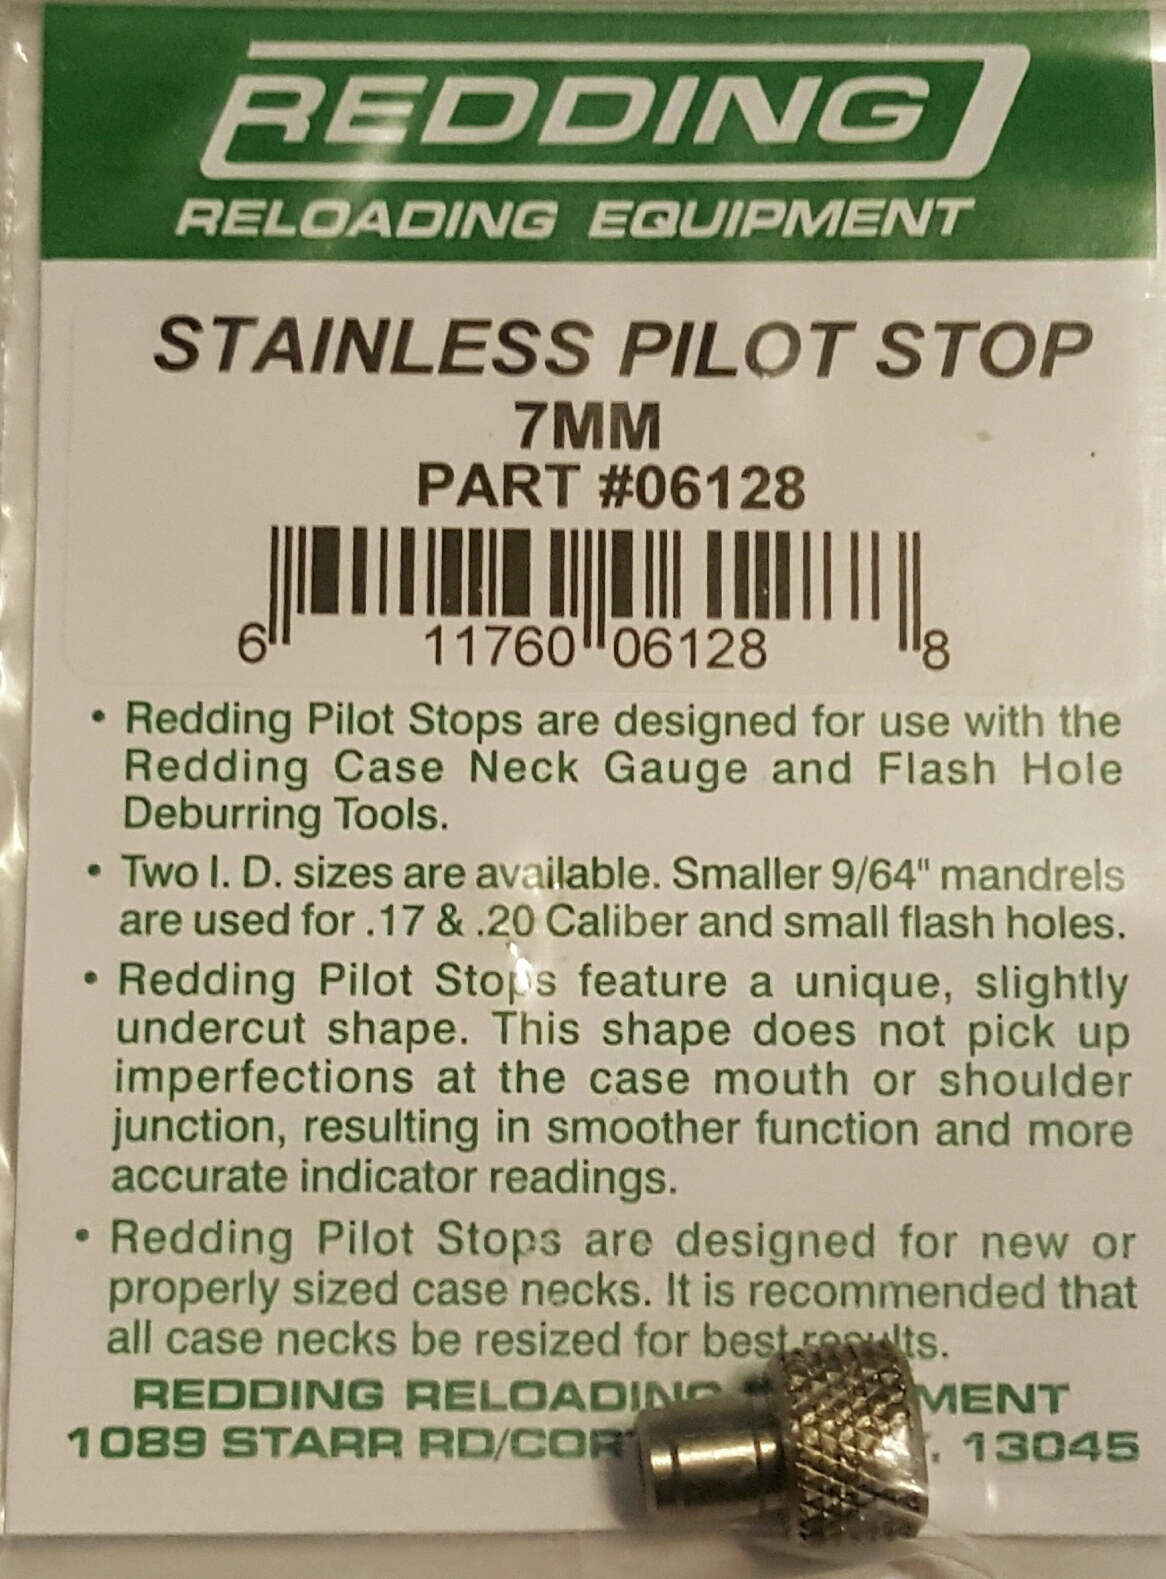 REDDING
RELOADING EQUIPMENT
STAINLESS PILOT STOP
7MM
PART #06128
6 11760 06128 8
• Redding Pilot Stops are designed for use with the
Redding Case Neck Gauge and Flash Hole
Deburring Tools.
• Two I. D. sizes are available. Smaller 9/64" mandrels
are used for .17 & .20 Caliber and small flash holes.
• Redding Pilot Stops feature a unique, slightly
undercut shape. This shape does not pick up
imperfections at the case mouth or shoulder
junction, resulting in smoother function and more
accurate indicator readings.
• Redding Pilot Stops are designed for new or
properly sized case necks. It is recommended that
all case necks be resized for best results.
REDDING RELOADING
1089 STARR RD/ 13045